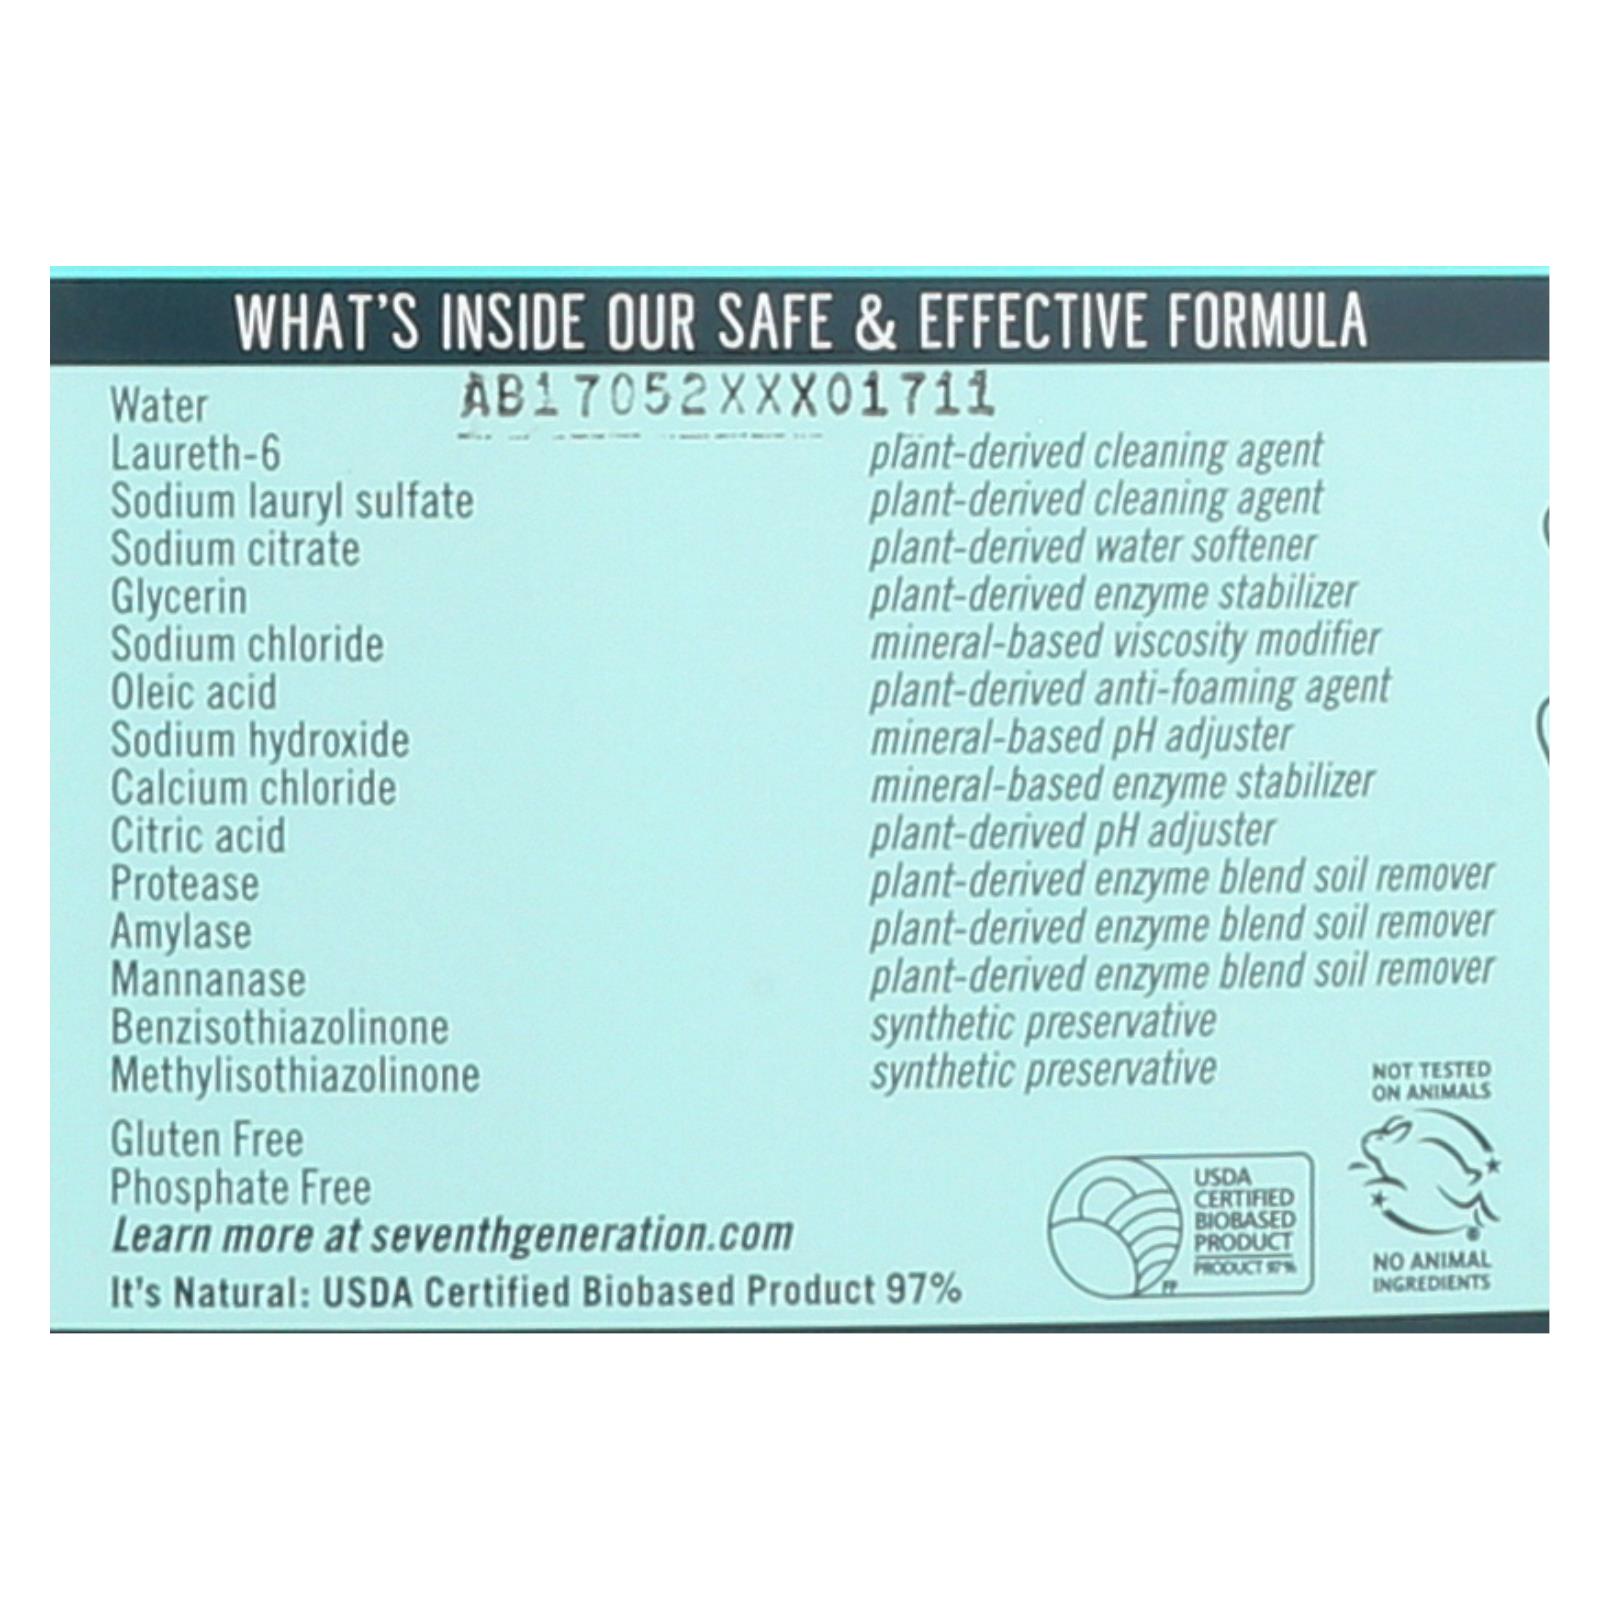 WHAT'S INSIDE OUR SAFE & EFFECTIVE FORMULA
AB17052XXX01711
Water
Laureth-6 plant-derived cleaning agent
Sodium lauryl sulfate plant-derived cleaning agent
Sodium citrate plant-derived water softener
Glycerin plant-derived enzyme stabilizer
Sodium chloride mineral-based viscosity modifier
Oleic acid plant-derived anti-foaming agent
Sodium hydroxide mineral-based pH adjuster
Calcium chloride mineral-based enzyme stabilizer
Citric acid plant-derived pH adjuster
Protease plant-derived enzyme blend soil remover
Amylase plant-derived enzyme blend soil remover
Mannanase plant-derived enzyme blend soil remover
Benzisothiazolinone synthetic preservative
Methylisothiazolinone synthetic preservative
Gluten Free
Phosphate Free
Learn more at seventhgeneration.com
It's Natural: USDA Certified Biobased Product 97%
USDA
CERTIFIED
BIOBASED
PRODUCT
PRODUCT 97%
FP
NOT TESTED
ON ANIMALS
NO ANIMAL
INGREDIENTS